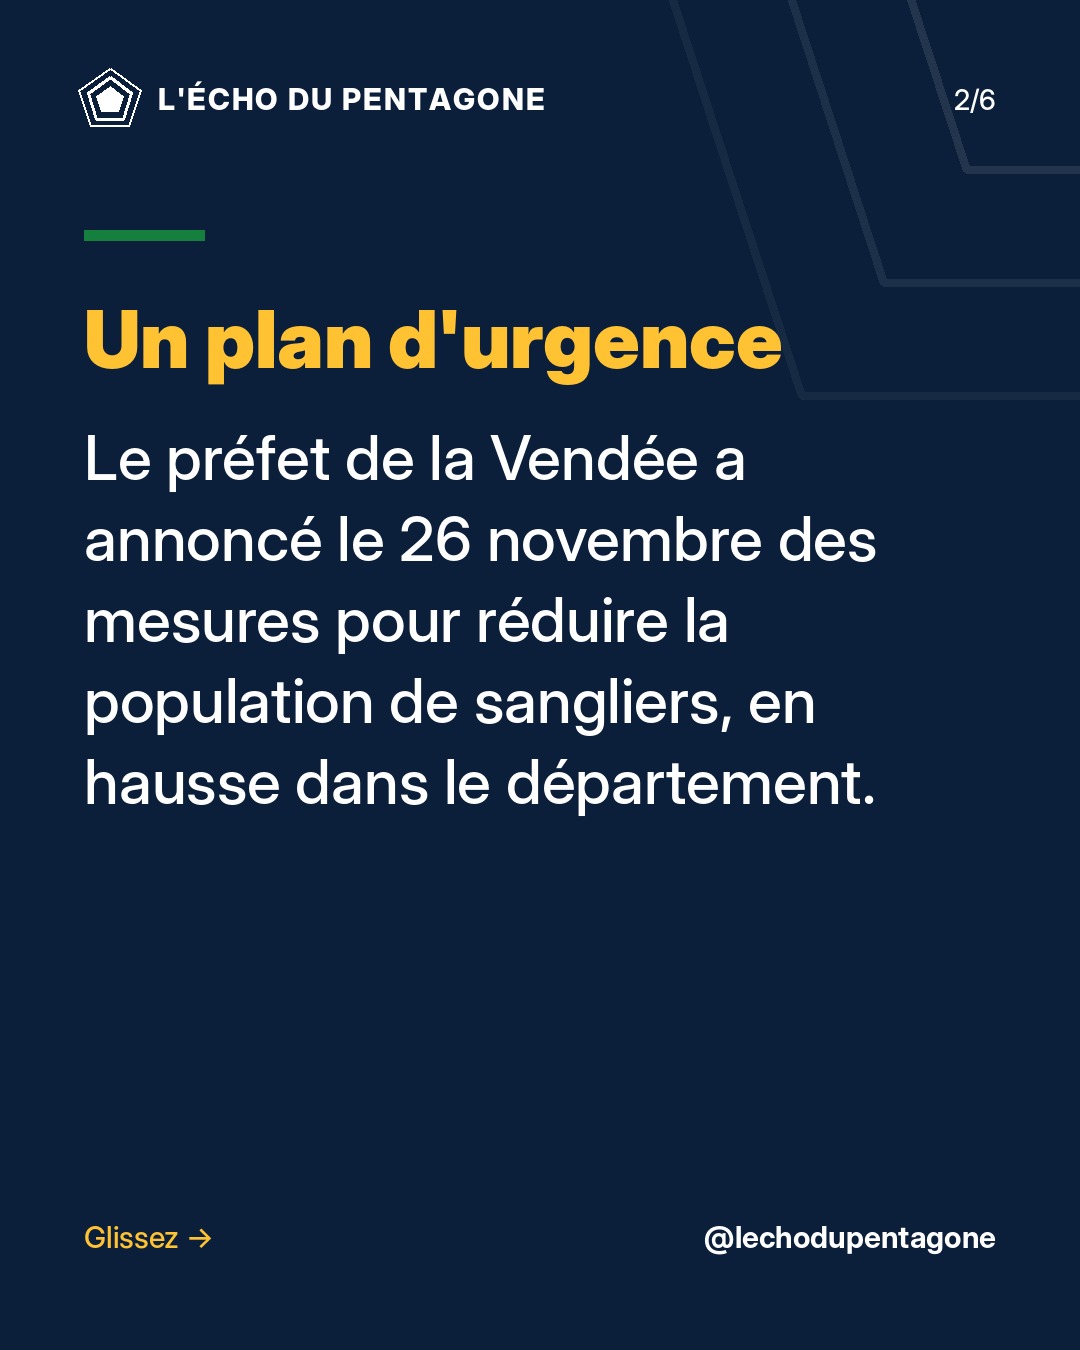 L'ÉCHO DU PENTAGONE
2/6
Un plan d'urgence
Le préfet de la Vendée a
annoncé le 26 novembre des
mesures pour réduire la
population de sangliers, en
hausse dans le département.
Glissez →
@lechodupentagone